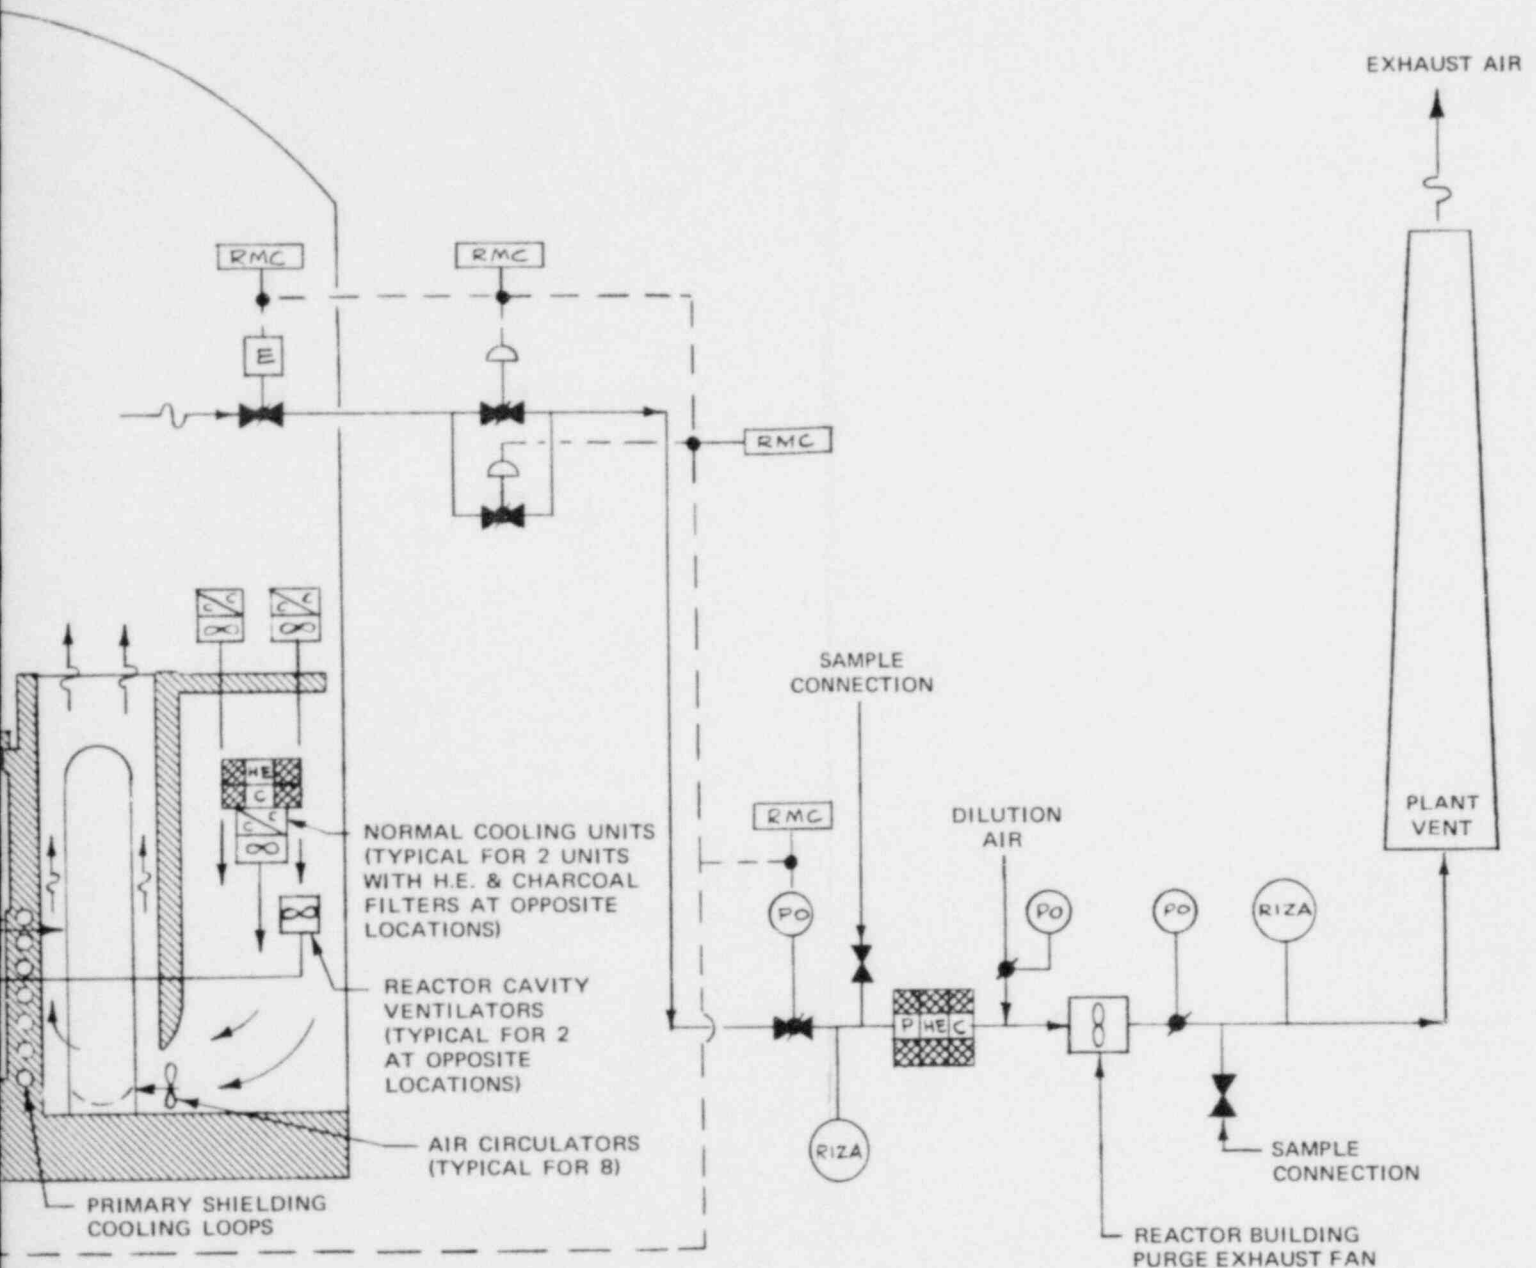 EXHAUST AIR
RMC
RMC
E
RMC
C C
C C
SAMPLE
CONNECTION
HE
C
C C
PLANT
VENT
RMC
DILUTION
AIR
NORMAL COOLING UNITS
(TYPICAL FOR 2 UNITS
WITH H.E. & CHARCOAL
FILTERS AT OPPOSITE
LOCATIONS)
PO
PO
PO
RIZA
REACTOR CAVITY
VENTILATORS
(TYPICAL FOR 2
AT OPPOSITE
LOCATIONS)
P HE C
AIR CIRCULATORS
(TYPICAL FOR 8)
RIZA
SAMPLE
CONNECTION
PRIMARY SHIELDING
COOLING LOOPS
REACTOR BUILDING
PURGE EXHAUST FAN